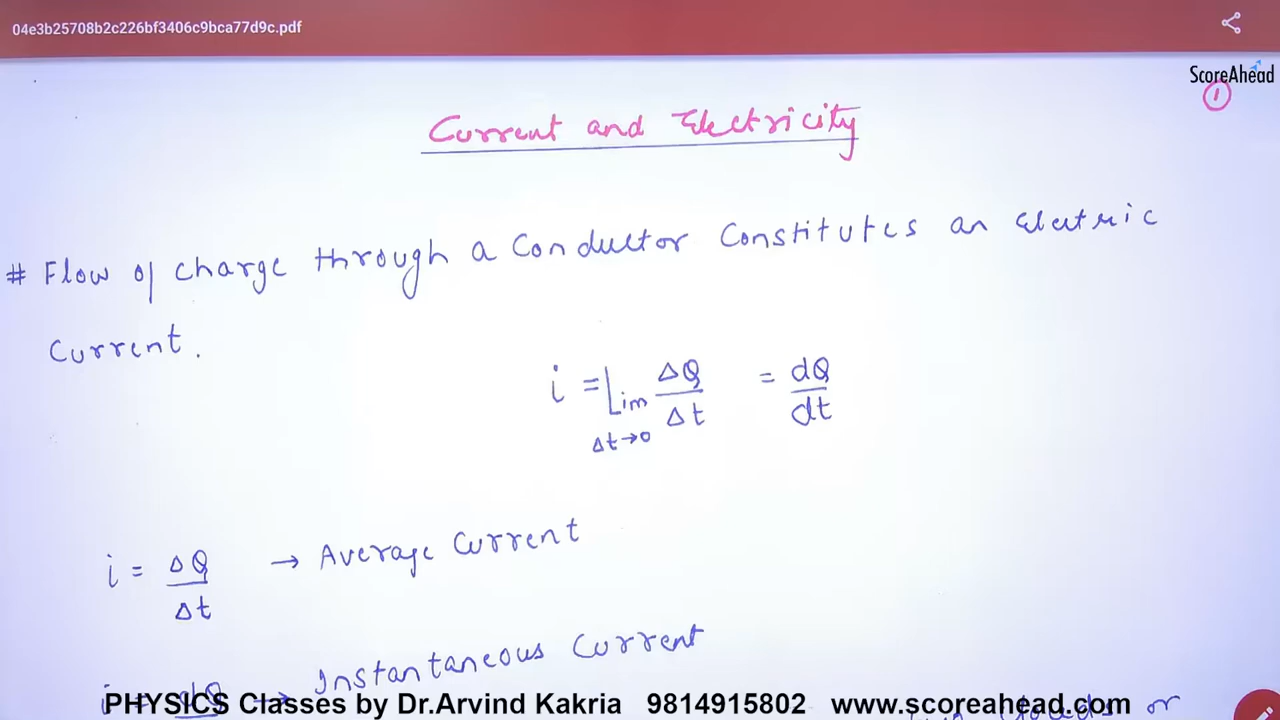 04e3b25708b2c226bf3406c9bca77d9c.pdf
ScoreAhead
1
Current and Electricity
# Flow of charge through a Conductor Constitutes an Electric
Current.
i = Lim ΔQ/Δt = dQ/dt
Δt→0
i = ΔQ/Δt → Average Current
→ Instantaneous Current
or
PHYSICS Classes by Dr.Arvind Kakria 9814915802 www.scoreahead.com